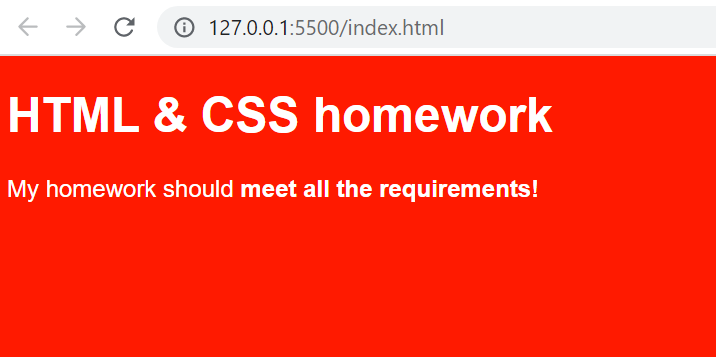 127.0.0.1:5500/index.html
HTML & CSS homework
My homework should meet all the requirements!